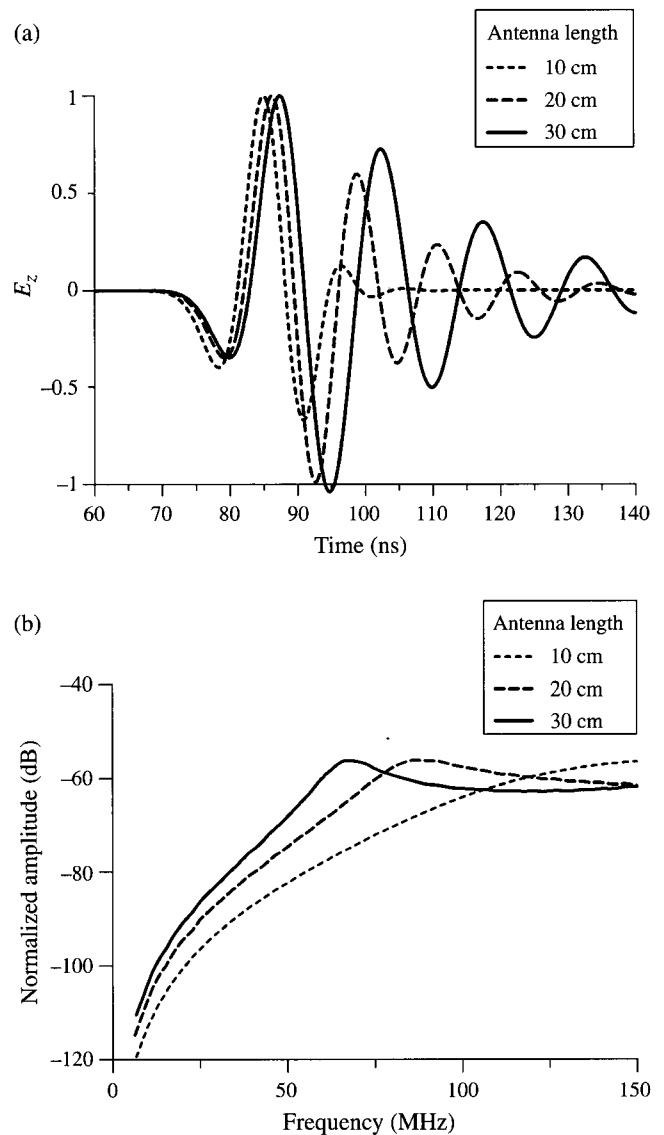 (a)
Antenna length
10 cm
20 cm
30 cm
1
0.5
0
–0.5
–1
E_z
60 70 80 90 100 110 120 130 140
Time (ns)
(b)
Antenna length
10 cm
20 cm
30 cm
–40
–60
–80
–100
–120
Normalized amplitude (dB)
0 50 100 150
Frequency (MHz)